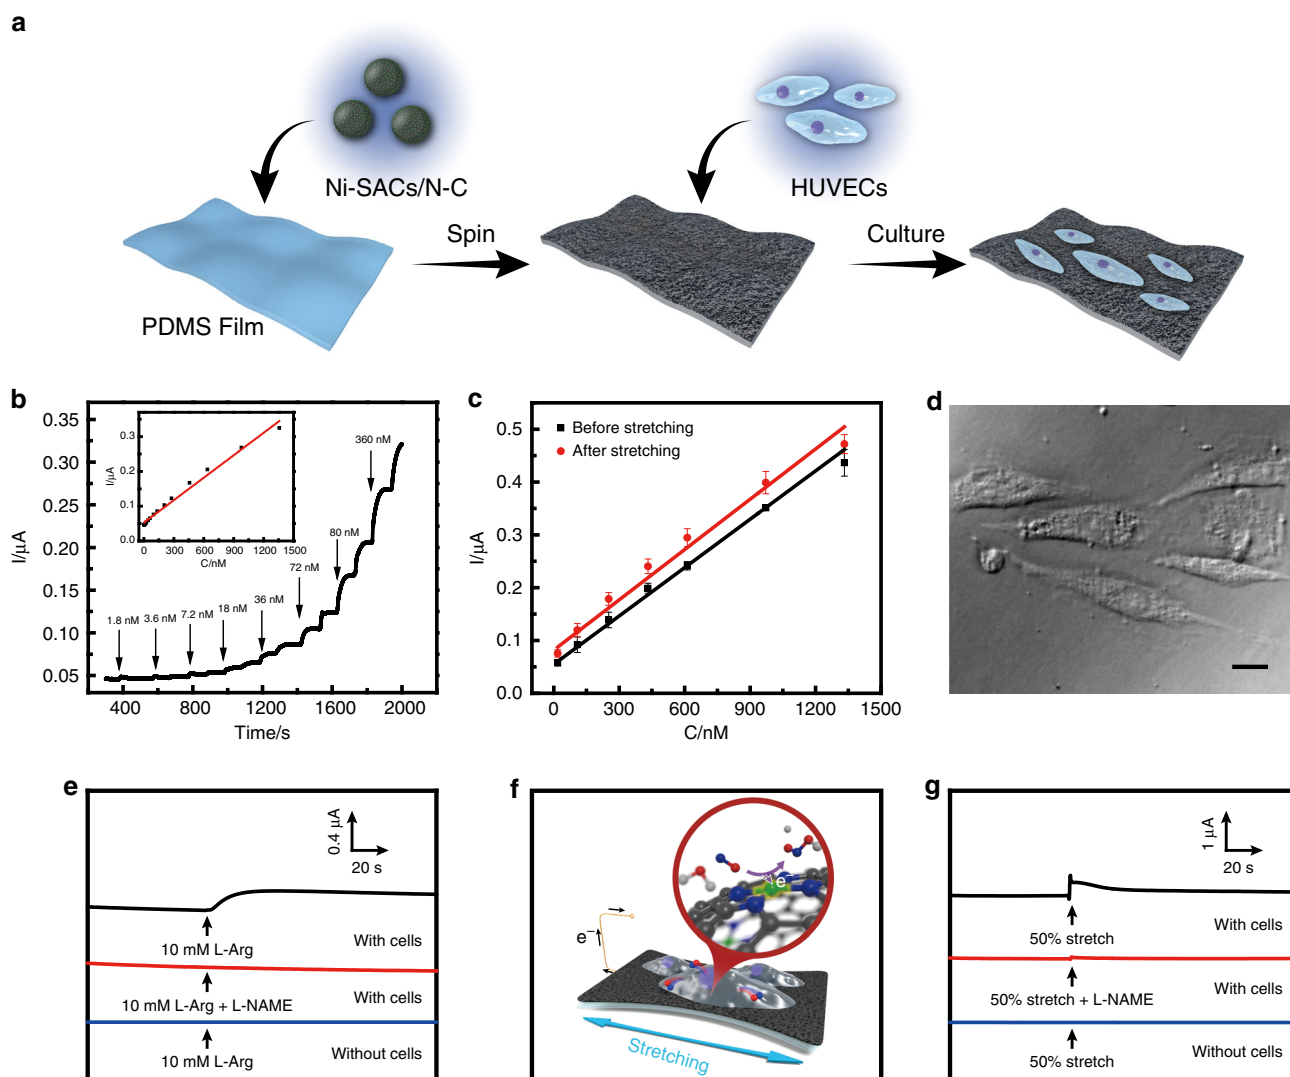 a
Ni-SACs/N-C
HUVECs
Spin
Culture
PDMS Film
b
0.35
0.30
0.25
0.20
0.15
0.10
0.05
I/μA
400
800
1200
1600
2000
Time/s
0.3
0.2
0.1
0.0
I/μA
0
300
600
900
1200
1500
C/nM
1.8 nM
3.6 nM
7.2 nM
18 nM
36 nM
72 nM
80 nM
360 nM
c
Before stretching
After stretching
0.5
0.4
0.3
0.2
0.1
0.0
I/μA
0
300
600
900
1200
1500
C/nM
d
e
0.4 μA
20 s
10 mM L-Arg
With cells
10 mM L-Arg + L-NAME
With cells
10 mM L-Arg
Without cells
f
e−
e−
Stretching
g
1 μA
20 s
50% stretch
With cells
50% stretch + L-NAME
With cells
50% stretch
Without cells